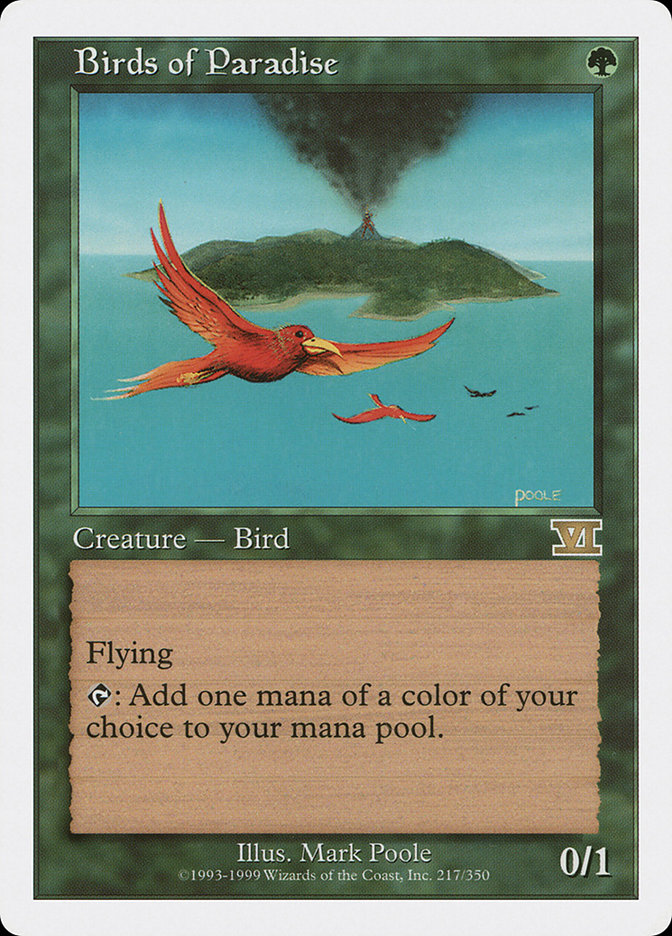 Birds of Paradise
POOLE
Creature — Bird
VI
Flying
: Add one mana of a color of your
choice to your mana pool.
Illus. Mark Poole
0/1
©1993-1999 Wizards of the Coast, Inc. 217/350